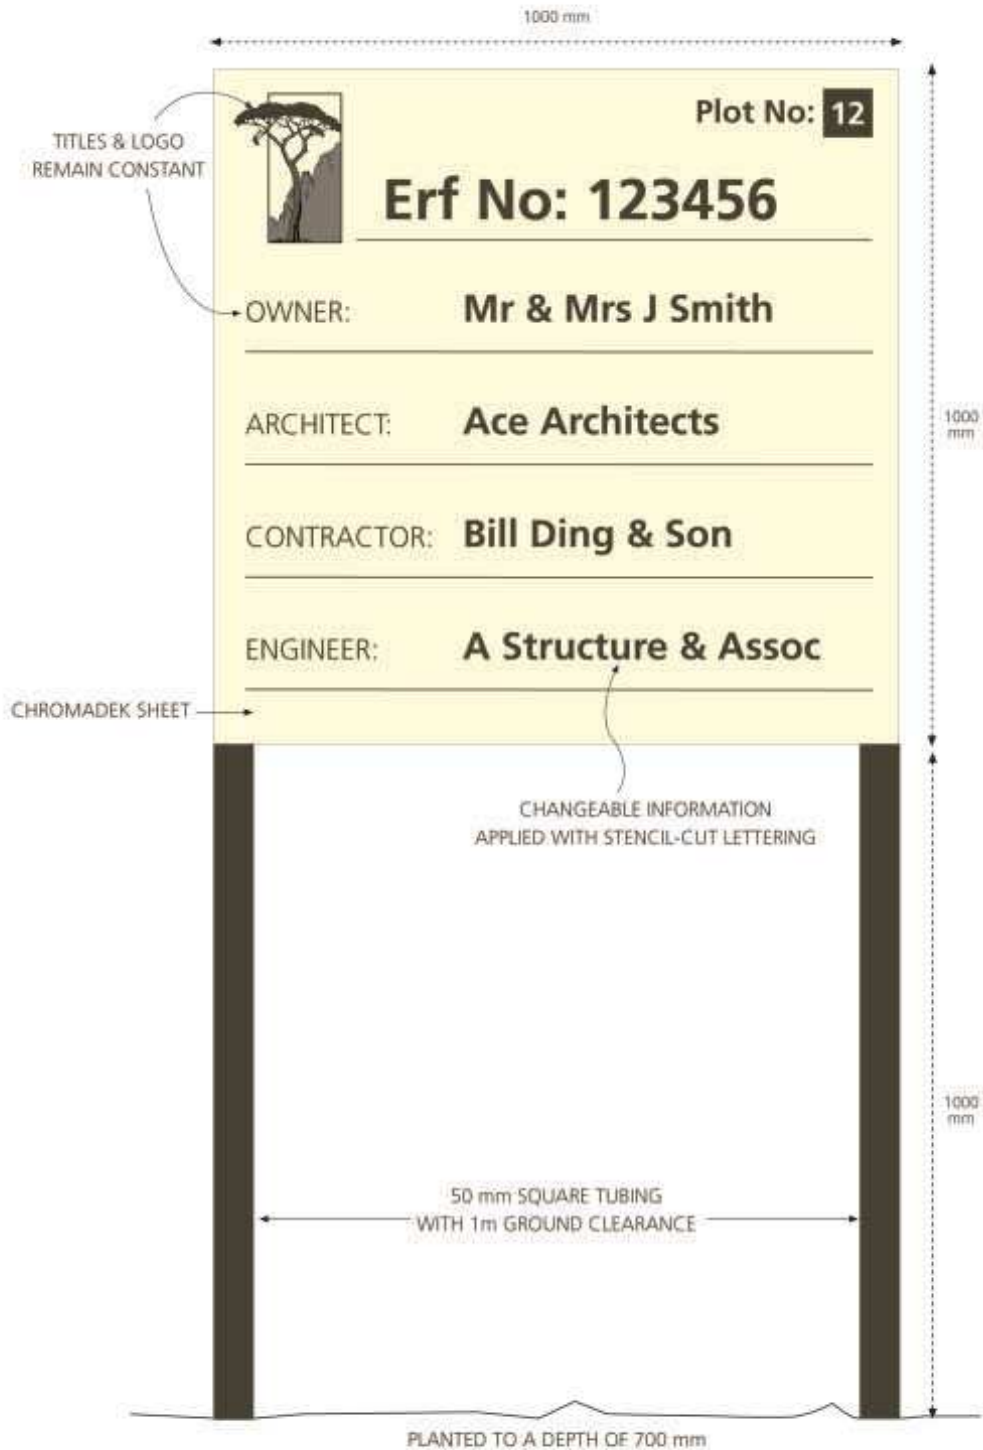 1000 mm
TITLES & LOGO
REMAIN CONSTANT
Plot No: 12
Erf No: 123456
OWNER: Mr & Mrs J Smith
ARCHITECT: Ace Architects
1000
mm
CONTRACTOR: Bill Ding & Son
ENGINEER: A Structure & Assoc
CHROMADEK SHEET
CHANGEABLE INFORMATION
APPLIED WITH STENCIL-CUT LETTERING
1000
mm
50 mm SQUARE TUBING
WITH 1m GROUND CLEARANCE
PLANTED TO A DEPTH OF 700 mm